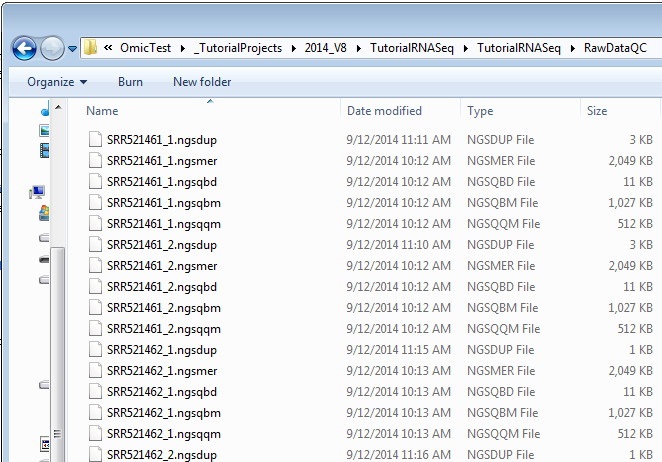 « OmicTest ▸ _TutorialProjects ▸ 2014_V8 ▸ TutorialRNASeq ▸ TutorialRNASeq ▸ RawDataQC
Organize Burn New folder
Name Date modified Type Size
SRR521461_1.ngsdup 9/12/2014 11:11 AM NGSDUP File 3 KB
SRR521461_1.ngsmer 9/12/2014 10:12 AM NGSMER File 2,049 KB
SRR521461_1.ngsqbd 9/12/2014 10:12 AM NGSQBD File 11 KB
SRR521461_1.ngsqbm 9/12/2014 10:12 AM NGSQBM File 1,027 KB
SRR521461_1.ngsqqm 9/12/2014 10:12 AM NGSQQM File 512 KB
SRR521461_2.ngsdup 9/12/2014 11:10 AM NGSDUP File 3 KB
SRR521461_2.ngsmer 9/12/2014 10:12 AM NGSMER File 2,049 KB
SRR521461_2.ngsqbd 9/12/2014 10:12 AM NGSQBD File 11 KB
SRR521461_2.ngsqbm 9/12/2014 10:12 AM NGSQBM File 1,027 KB
SRR521461_2.ngsqqm 9/12/2014 10:12 AM NGSQQM File 512 KB
SRR521462_1.ngsdup 9/12/2014 11:15 AM NGSDUP File 1 KB
SRR521462_1.ngsmer 9/12/2014 10:13 AM NGSMER File 2,049 KB
SRR521462_1.ngsqbd 9/12/2014 10:13 AM NGSQBD File 11 KB
SRR521462_1.ngsqbm 9/12/2014 10:13 AM NGSQBM File 1,027 KB
SRR521462_1.ngsqqm 9/12/2014 10:13 AM NGSQQM File 512 KB
SRR521462_2.ngsdup 9/12/2014 11:16 AM NGSDUP File 1 KB